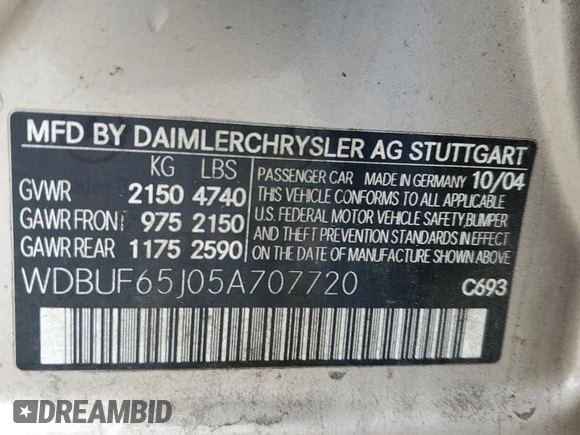 MFD BY DAIMLERCHRYSLER AG STUTTGART
KG LBS
GVWR 2150 4740
GAWR FRONT 975 2150
GAWR REAR 1175 2590
PASSENGER CAR MADE IN GERMANY 10/04
THIS VEHICLE CONFORMS TO ALL APPLICABLE
U.S. FEDERAL MOTOR VEHICLE SAFETY,BUMPER
AND THEFT PREVENTION STANDARDS IN EFFECT
ON THE DATE OF MANUFACTURE SHOWN ABOVE
WDBUF65J05A707720
C693
DREAMBID